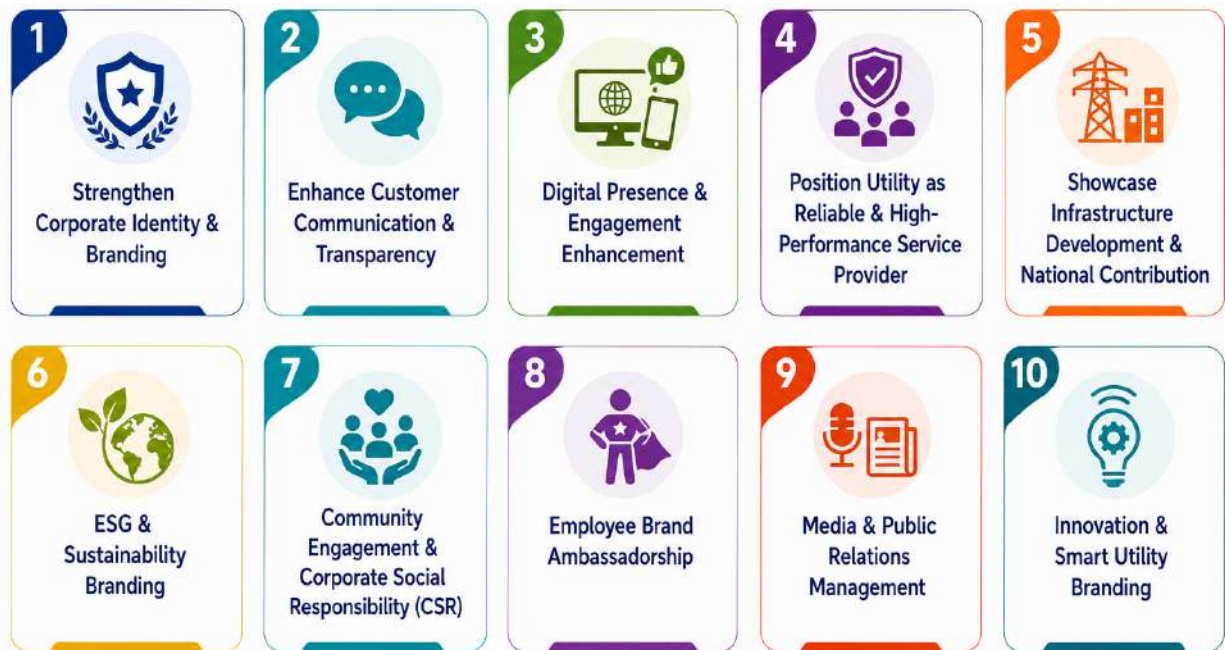 1
Strengthen
Corporate Identity &
Branding
2
Enhance Customer
Communication &
Transparency
3
Digital Presence &
Engagement
Enhancement
4
Position Utility as
Reliable & High-
Performance Service
Provider
5
Showcase
Infrastructure
Development &
National Contribution
6
ESG &
Sustainability
Branding
7
Community
Engagement &
Corporate Social
Responsibility (CSR)
8
Employee Brand
Ambassadorship
9
Media & Public
Relations
Management
10
Innovation &
Smart Utility
Branding